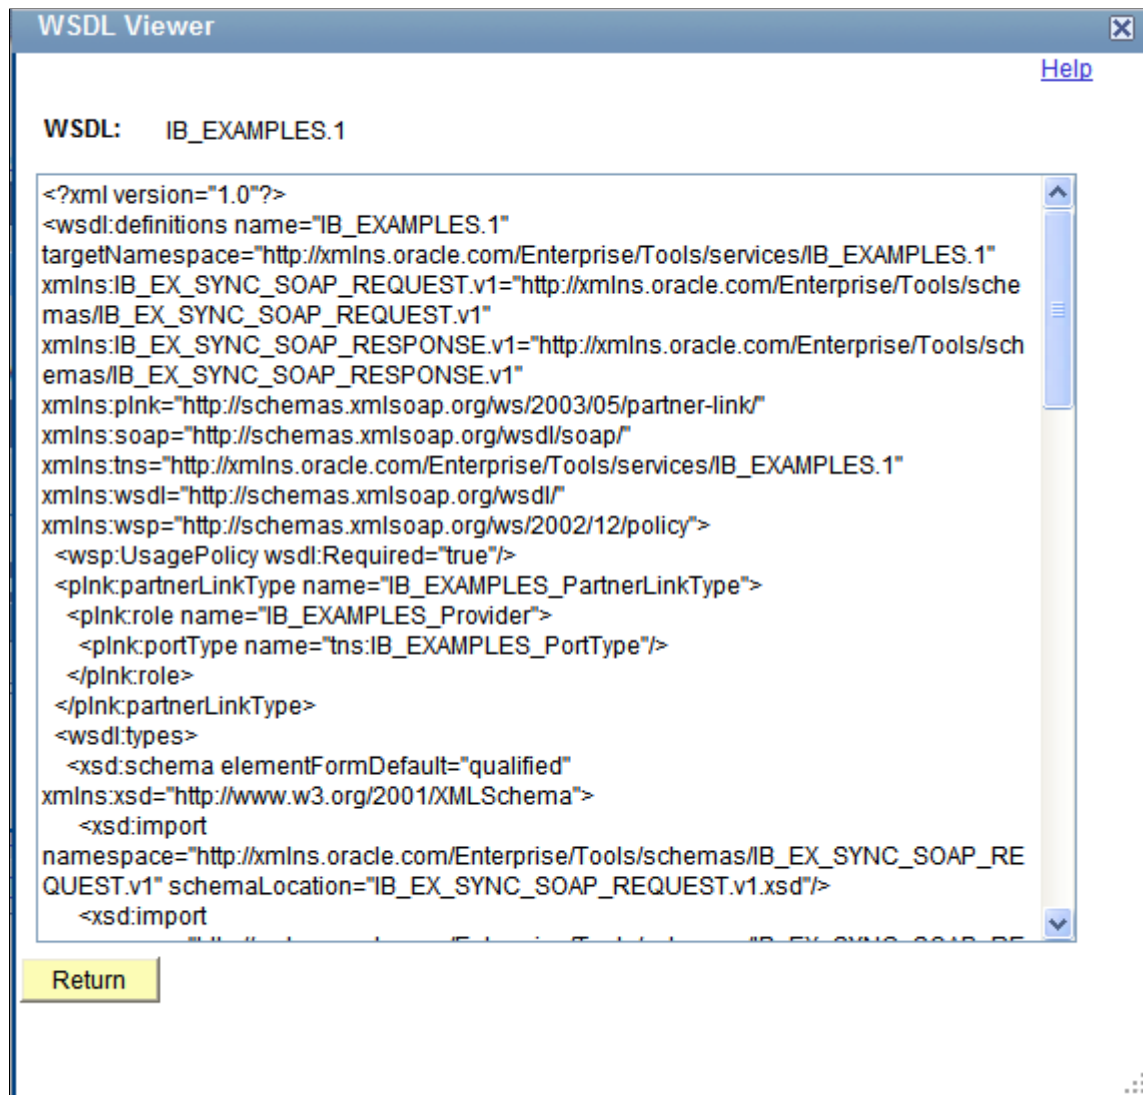 WSDL Viewer
Help
WSDL: IB_EXAMPLES.1
<?xml version="1.0"?>
<wsdl:definitions name="IB_EXAMPLES.1"
targetNamespace="http://xmlns.oracle.com/Enterprise/Tools/services/IB_EXAMPLES.1"
xmlns:IB_EX_SYNC_SOAP_REQUEST.v1="http://xmlns.oracle.com/Enterprise/Tools/sche
mas/IB_EX_SYNC_SOAP_REQUEST.v1"
xmlns:IB_EX_SYNC_SOAP_RESPONSE.v1="http://xmlns.oracle.com/Enterprise/Tools/sch
emas/IB_EX_SYNC_SOAP_RESPONSE.v1"
xmlns:plnk="http://schemas.xmlsoap.org/ws/2003/05/partner-link/"
xmlns:soap="http://schemas.xmlsoap.org/wsdl/soap/"
xmlns:tns="http://xmlns.oracle.com/Enterprise/Tools/services/IB_EXAMPLES.1"
xmlns:wsdl="http://schemas.xmlsoap.org/wsdl/"
xmlns:wsp="http://schemas.xmlsoap.org/ws/2002/12/policy">
<wsp:UsagePolicy wsdl:Required="true"/>
<plnk:partnerLinkType name="IB_EXAMPLES_PartnerLinkType">
<plnk:role name="IB_EXAMPLES_Provider">
<plnk:portType name="tns:IB_EXAMPLES_PortType"/>
</plnk:role>
</plnk:partnerLinkType>
<wsdl:types>
<xsd:schema elementFormDefault="qualified"
xmlns:xsd="http://www.w3.org/2001/XMLSchema">
<xsd:import
namespace="http://xmlns.oracle.com/Enterprise/Tools/schemas/IB_EX_SYNC_SOAP_RE
QUEST.v1" schemaLocation="IB_EX_SYNC_SOAP_REQUEST.v1.xsd"/>
<xsd:import
Return